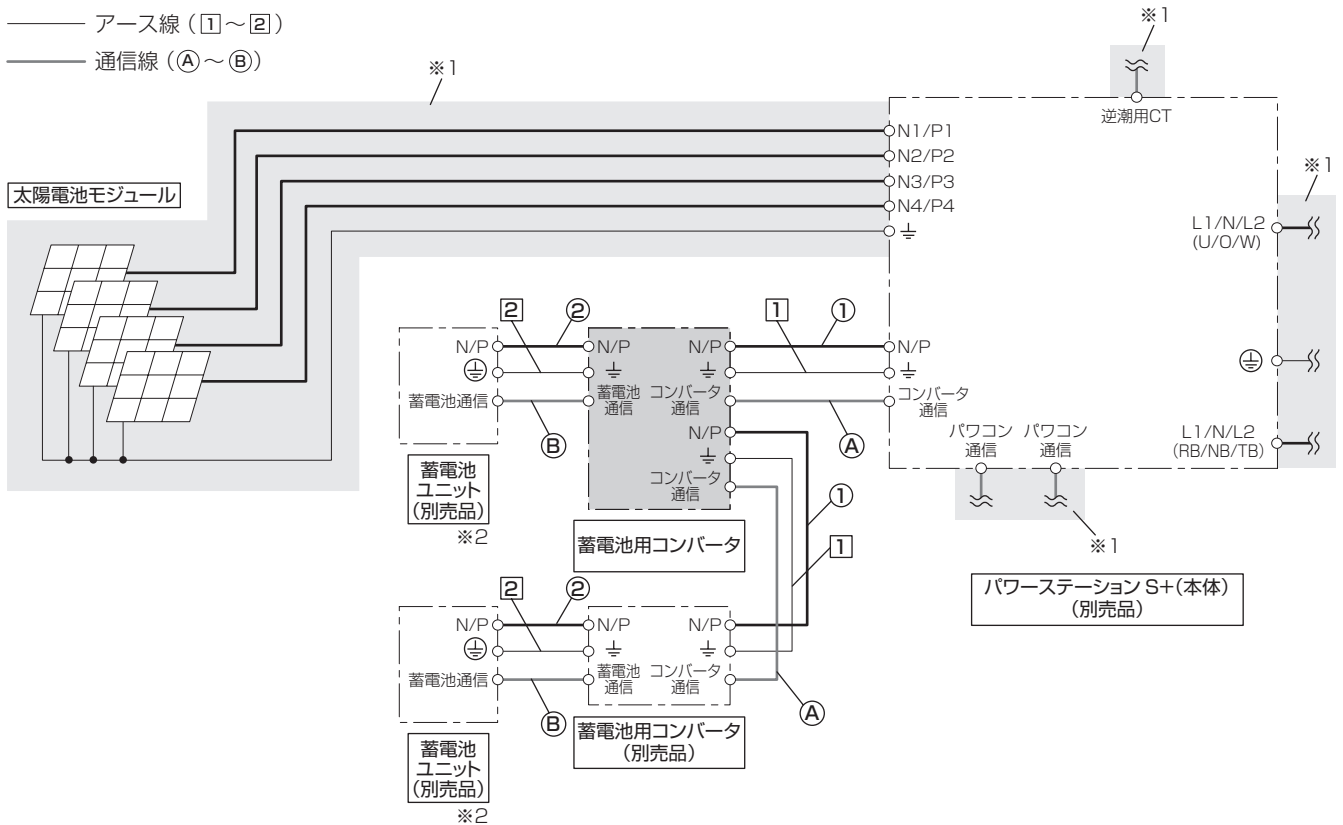 アース線（1～2）
通信線（Ⓐ～Ⓑ）
※1
※1
逆潮用CT
※1
太陽電池モジュール
N1/P1
N2/P2
N3/P3
N4/P4
L1/N/L2
(U/O/W)
2
②
1
①
N/P
N/P
N/P
N/P
蓄電池通信
蓄電池
通信
コンバータ
通信
コンバータ
通信
Ⓑ
Ⓐ
N/P
コンバータ
通信
パワコン
通信
パワコン
通信
L1/N/L2
(RB/NB/TB)
蓄電池
ユニット
(別売品)
※2
蓄電池用コンバータ
①
1
※1
パワーステーション S+(本体)
(別売品)
2
②
N/P
N/P
N/P
蓄電池通信
蓄電池
通信
コンバータ
通信
Ⓑ
Ⓐ
蓄電池
ユニット
(別売品)
※2
蓄電池用コンバータ
(別売品)